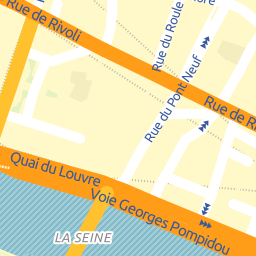 Rue de Rivoli
Rue du Roule
Rue du Pont Neuf
Rue de Ri
Quai du Louvre
Voie Georges Pompidou
LA SEINE